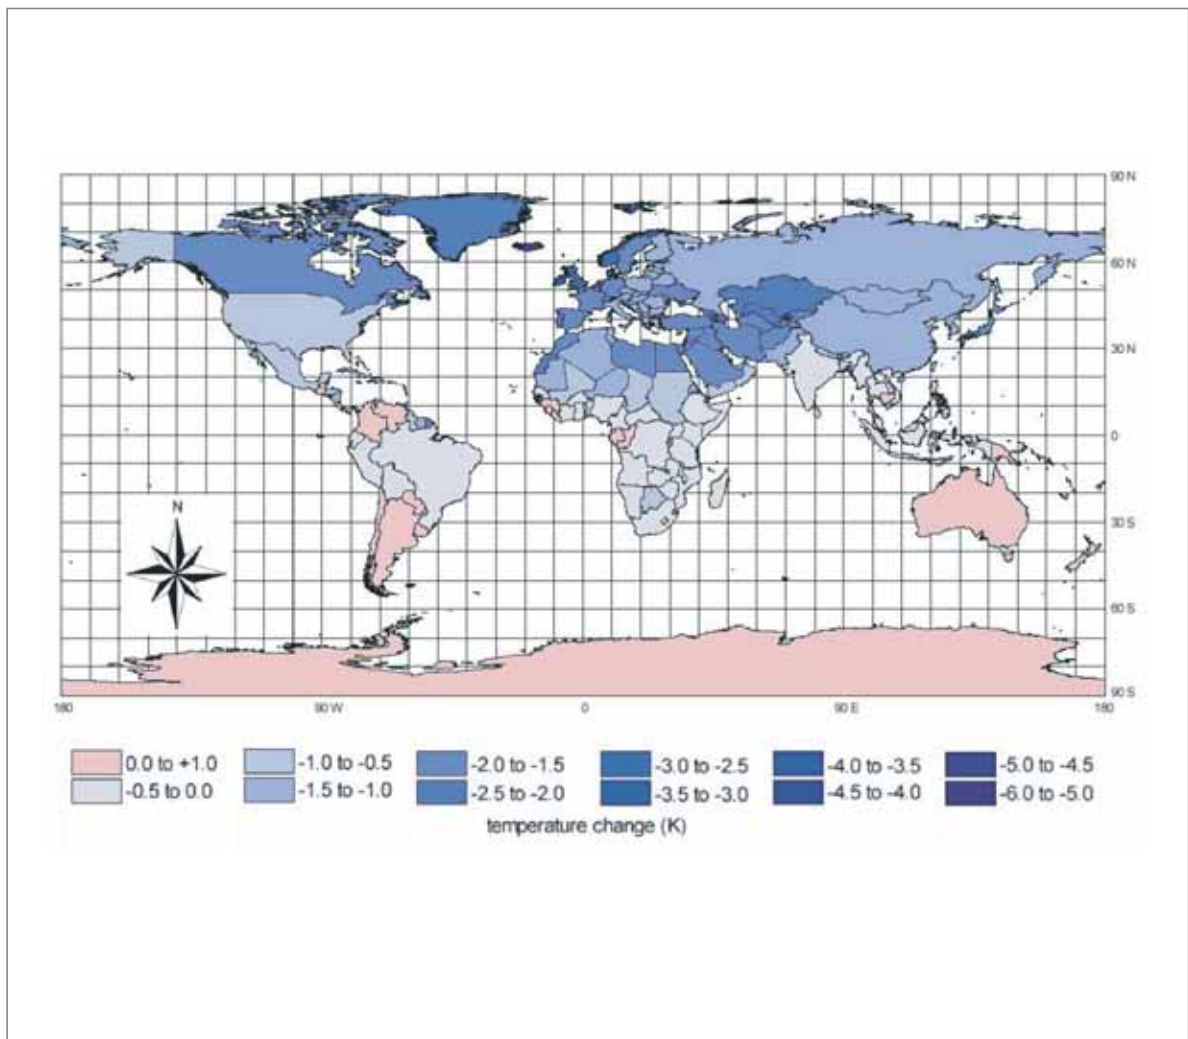 90 N
60 N
30 N
0
30 S
60 S
90 S
N
180 90 W 0 90 E 180
0.0 to +1.0 -1.0 to -0.5 -2.0 to -1.5 -3.0 to -2.5 -4.0 to -3.5 -5.0 to -4.5
-0.5 to 0.0 -1.5 to -1.0 -2.5 to -2.0 -3.5 to -3.0 -4.5 to -4.0 -6.0 to -5.0
temperature change (K)